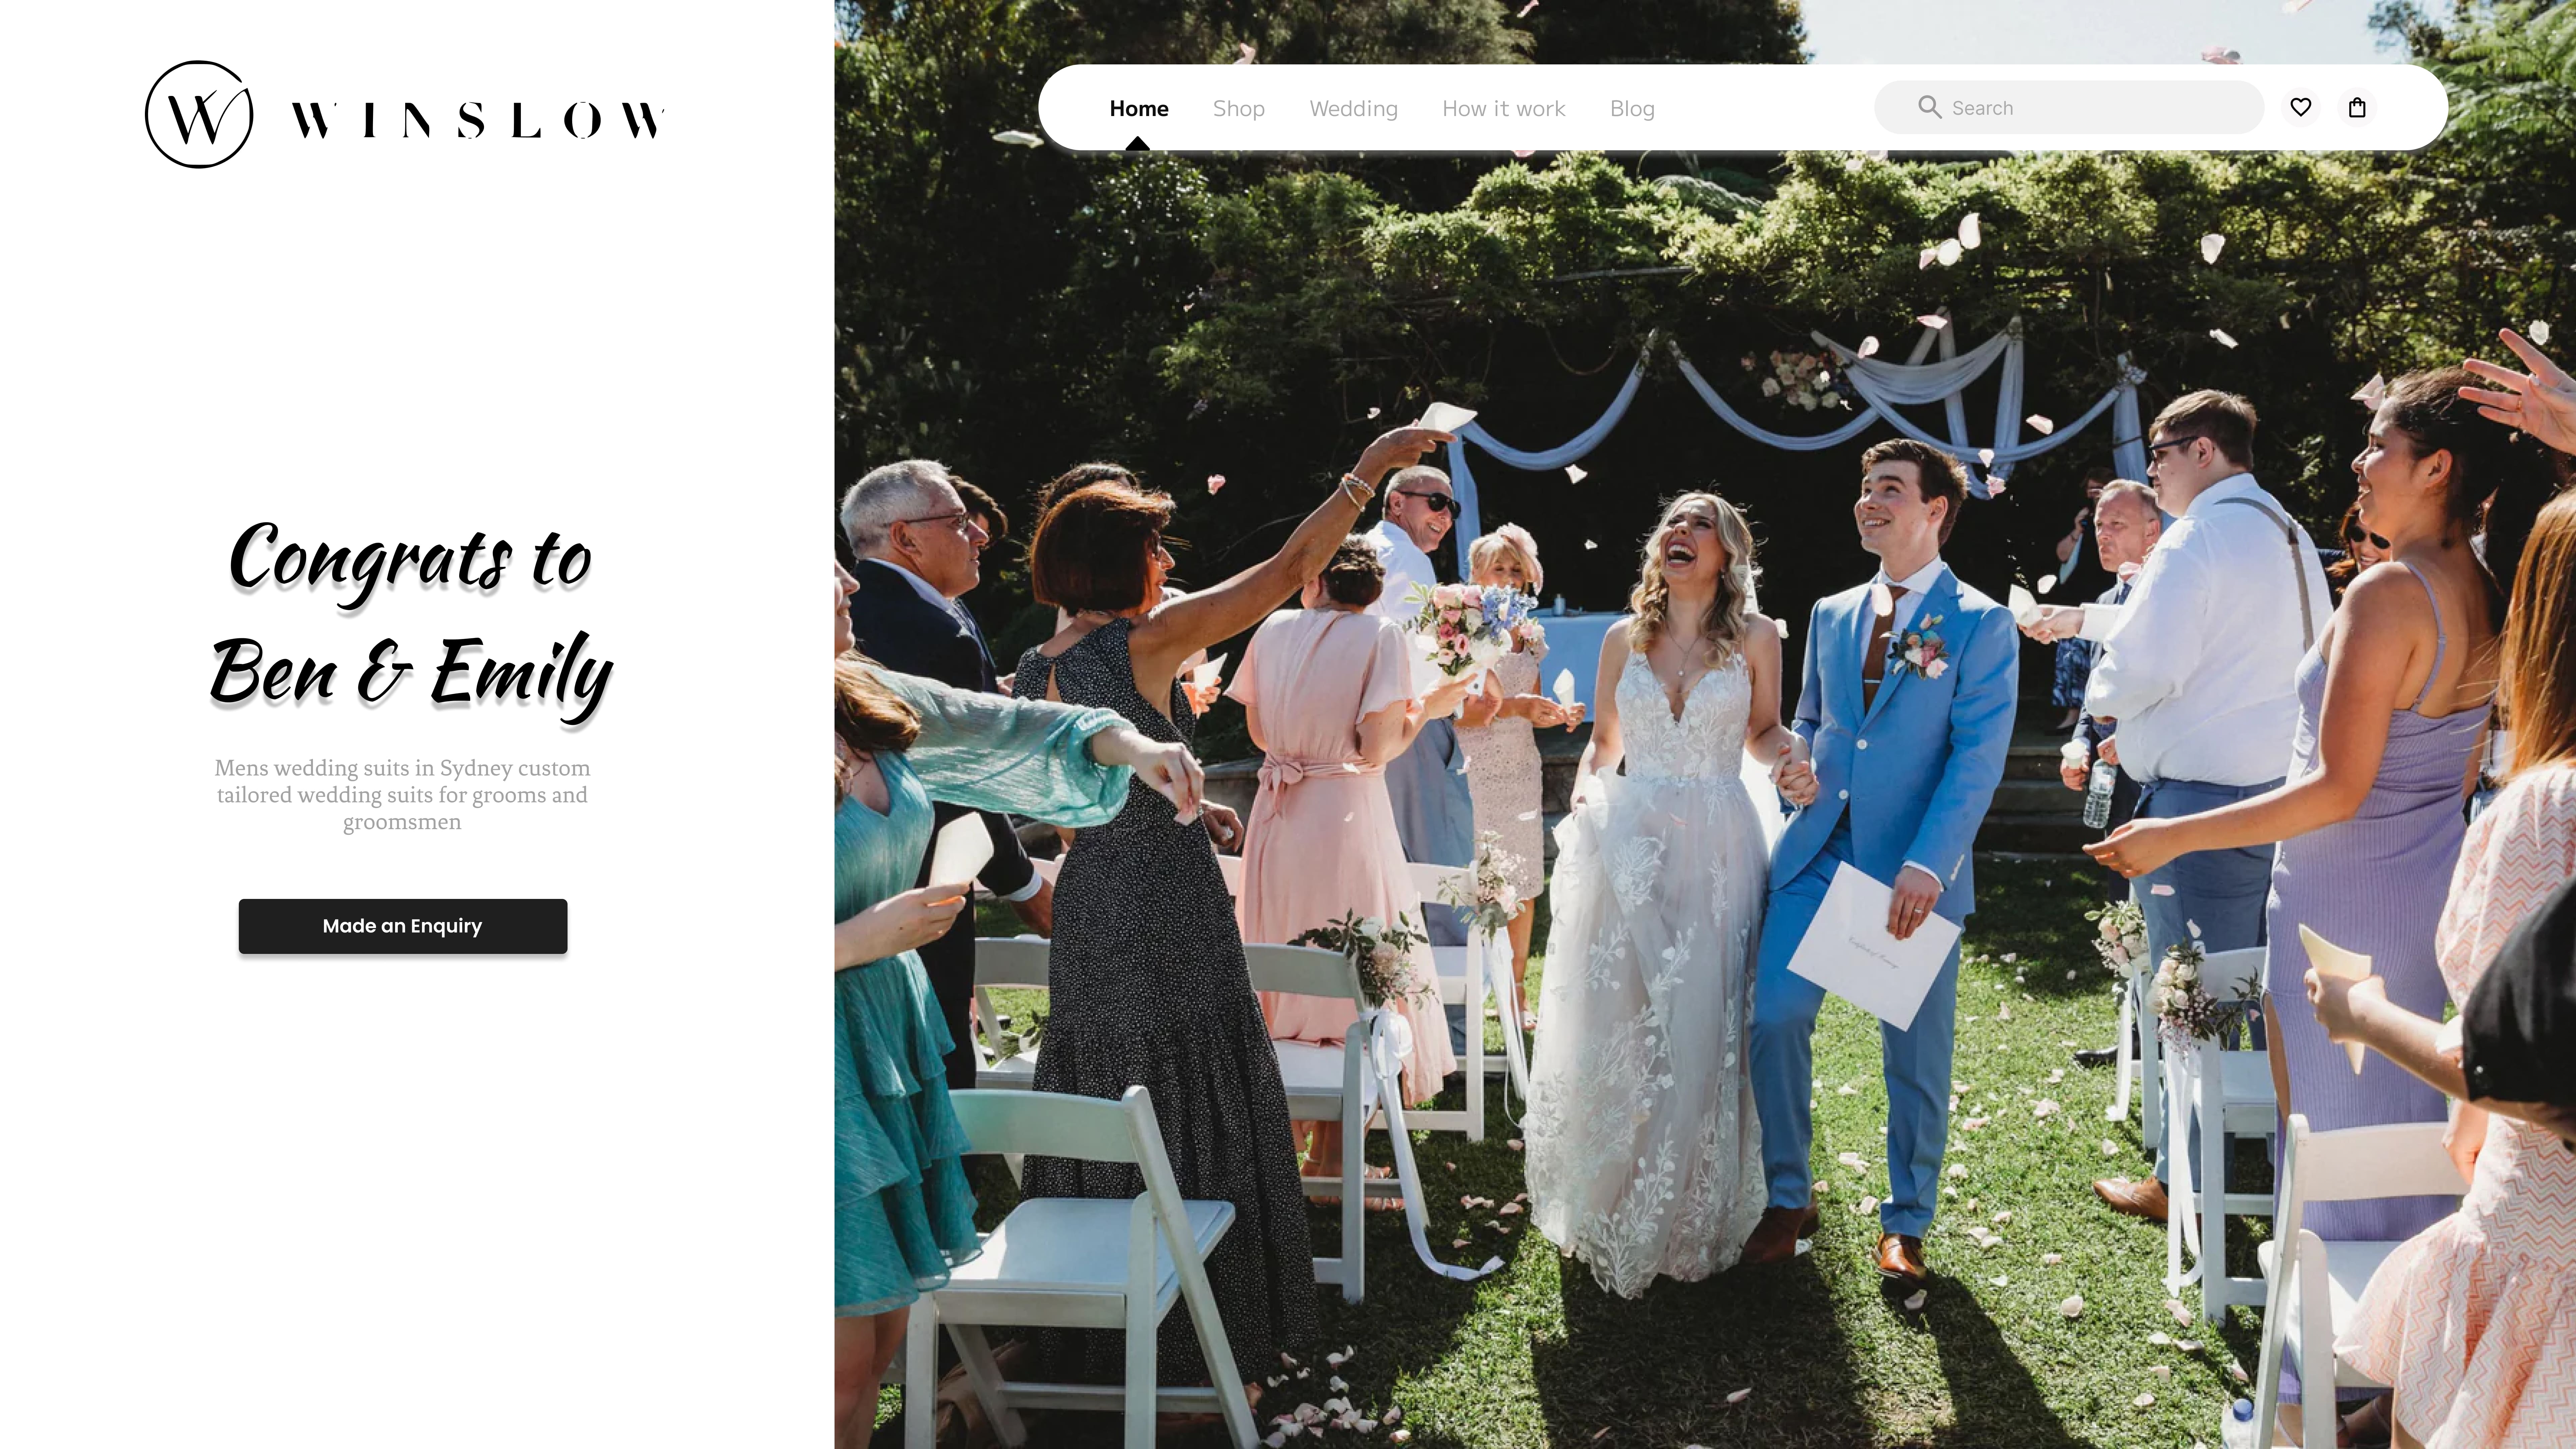 W WINSLOW
Home Shop Wedding How it work Blog Search
Congrats to
Ben & Emily
Mens wedding suits in Sydney custom
tailored wedding suits for grooms and
groomsmen
Made an Enquiry